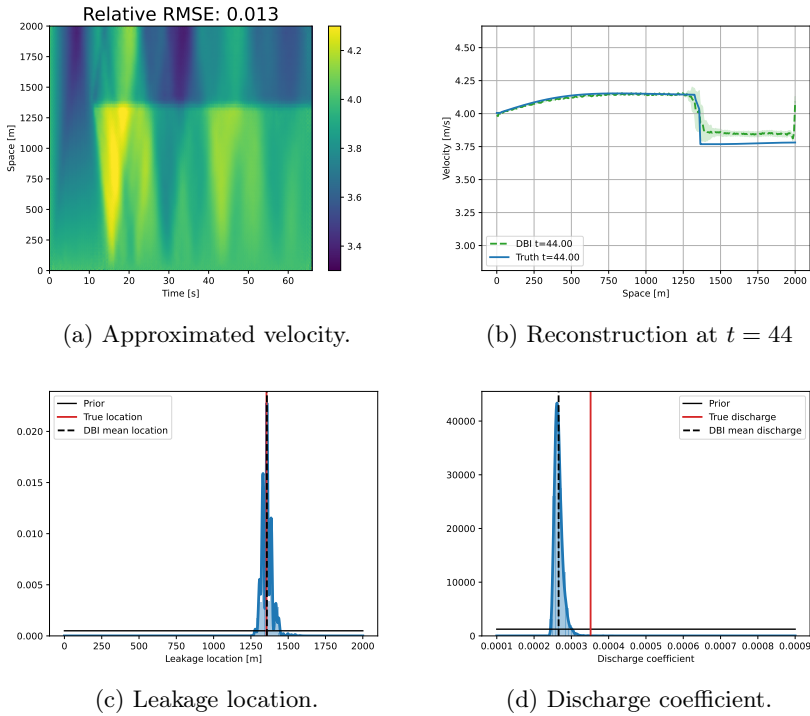 Relative RMSE: 0.013
2000
1750
1500
1250
1000
750
500
250
0
Space [m]
0 10 20 30 40 50 60
Time [s]
4.2
4.0
3.8
3.6
3.4
(a) Approximated velocity.
4.50
4.25
4.00
3.75
3.50
3.25
3.00
Velocity [m/s]
DBI t=44.00
Truth t=44.00
0 250 500 750 1000 1250 1500 1750 2000
Space [m]
(b) Reconstruction at t = 44
0.020
0.015
0.010
0.005
0.000
Prior
True location
DBI mean location
0 250 500 750 1000 1250 1500 1750 2000
Leakage location [m]
(c) Leakage location.
40000
30000
20000
10000
0
Prior
True discharge
DBI mean discharge
0.0001 0.0002 0.0003 0.0004 0.0005 0.0006 0.0007 0.0008 0.0009
Discharge coefficient
(d) Discharge coefficient.